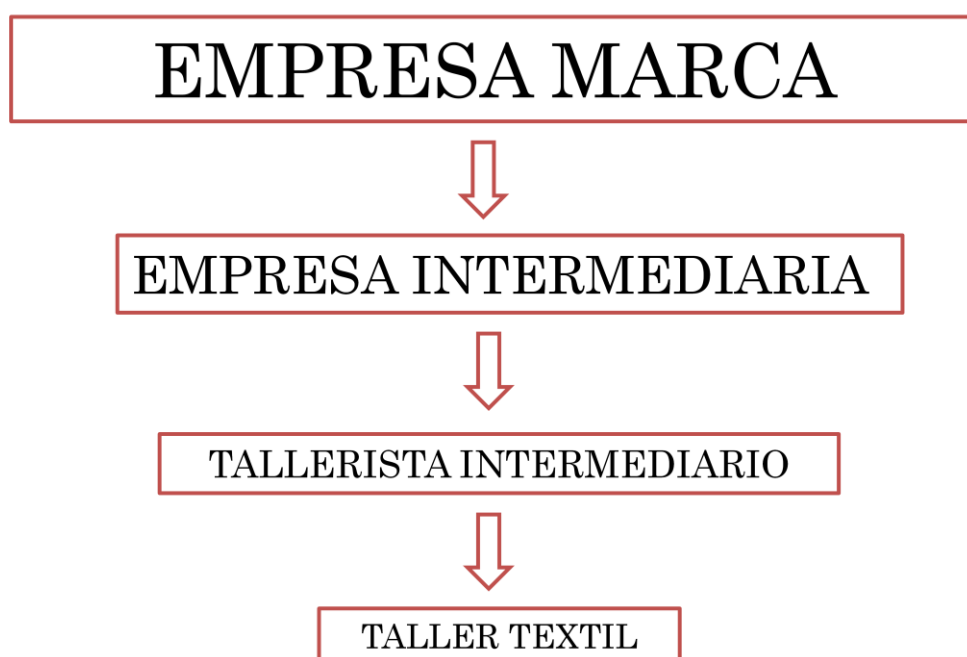 EMPRESA MARCA
EMPRESA INTERMEDIARIA
TALLERISTA INTERMEDIARIO
TALLER TEXTIL